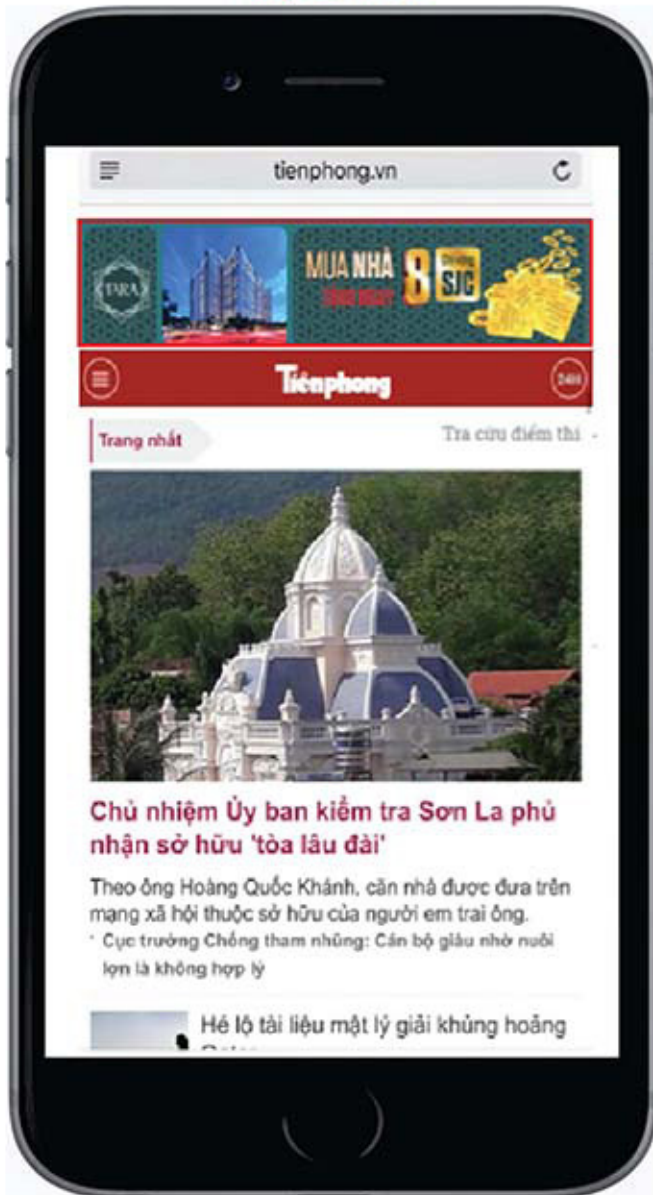 tienphong.vn
TARA
MUA NHÀ
TẶNG NGAY
8
SJC
Tiền phong
24H
Trang nhất
Tra cứu điểm thi
Chủ nhiệm Ủy ban kiểm tra Sơn La phủ
nhận sở hữu 'tòa lâu đài'
Theo ông Hoàng Quốc Khánh, căn nhà được đưa trên
mạng xã hội thuộc sở hữu của người em trai ông.
Cục trưởng Chống tham nhũng: Cán bộ giàu nhờ nuôi
lợn là không hợp lý
Hé lộ tài liệu mật lý giải khủng hoảng